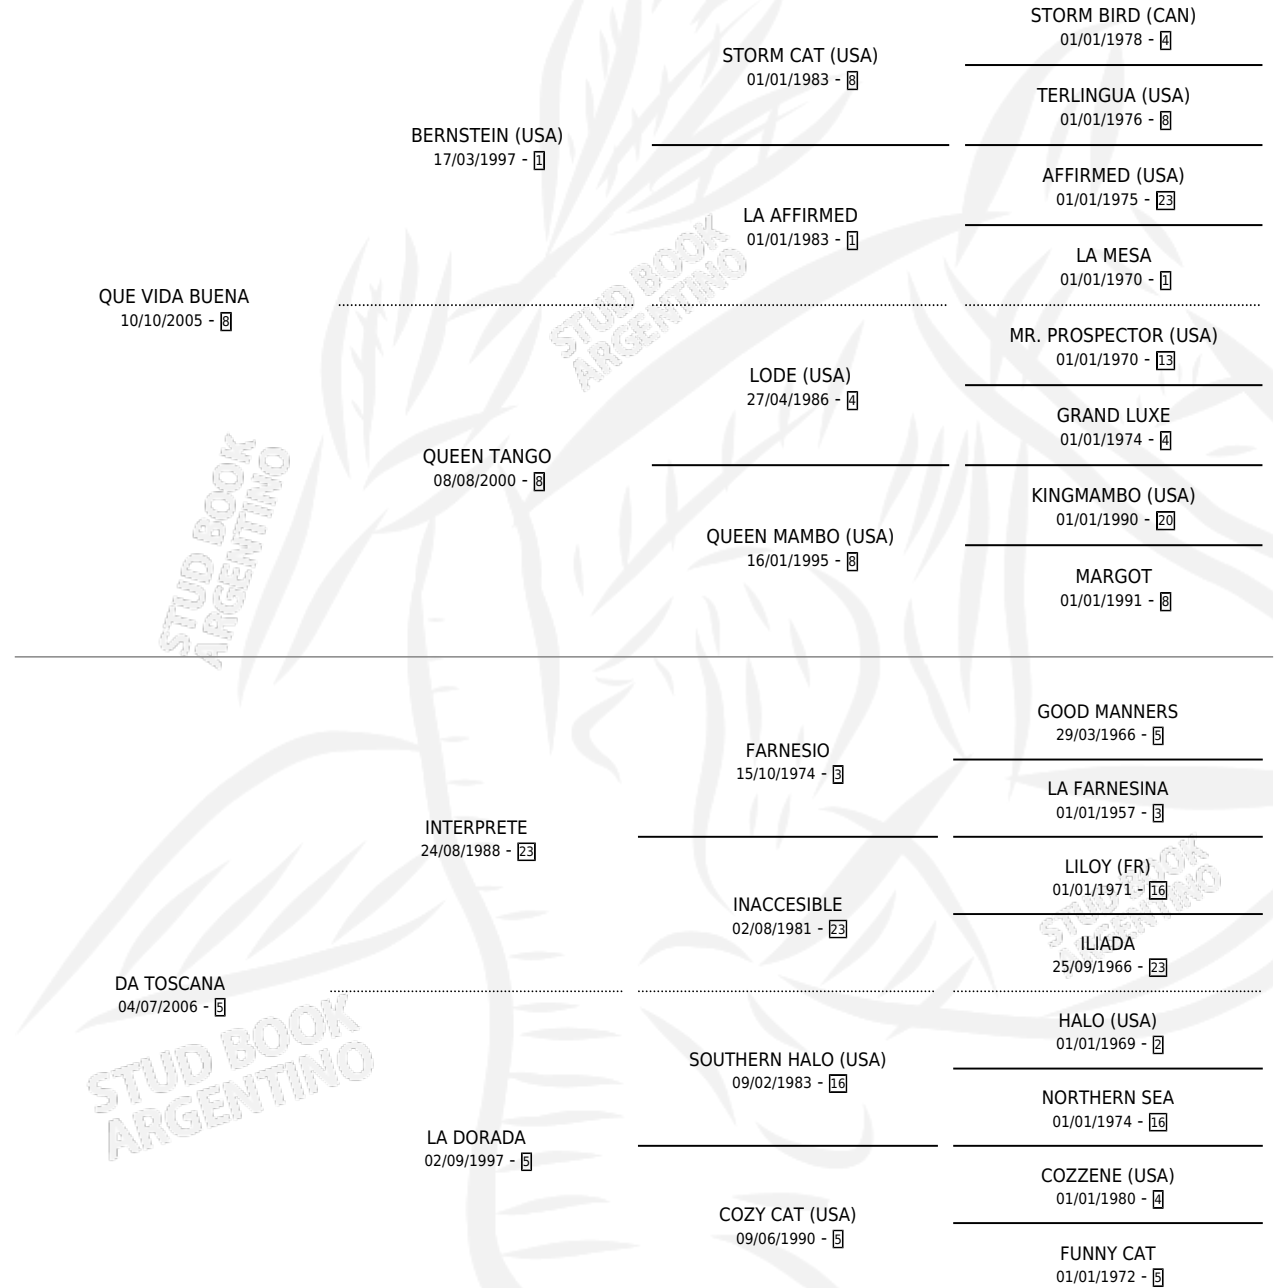 QUE VIDA BUENA
10/10/2005 - 8
BERNSTEIN (USA)
17/03/1997 - 1
STORM CAT (USA)
01/01/1983 - 8
STORM BIRD (CAN)
01/01/1978 - 4
TERLINGUA (USA)
01/01/1976 - 8
LA AFFIRMED
01/01/1983 - 1
AFFIRMED (USA)
01/01/1975 - 23
LA MESA
01/01/1970 - 1
QUEEN TANGO
08/08/2000 - 8
LODE (USA)
27/04/1986 - 4
MR. PROSPECTOR (USA)
01/01/1970 - 13
GRAND LUXE
01/01/1974 - 4
QUEEN MAMBO (USA)
16/01/1995 - 8
KINGMAMBO (USA)
01/01/1990 - 20
MARGOT
01/01/1991 - 8
DA TOSCANA
04/07/2006 - 5
INTERPRETE
24/08/1988 - 23
FARNESIO
15/10/1974 - 3
GOOD MANNERS
29/03/1966 - 5
LA FARNESINA
01/01/1957 - 3
INACCESIBLE
02/08/1981 - 23
LILOY (FR)
01/01/1971 - 16
ILIADA
25/09/1966 - 23
LA DORADA
02/09/1997 - 5
SOUTHERN HALO (USA)
09/02/1983 - 16
HALO (USA)
01/01/1969 - 2
NORTHERN SEA
01/01/1974 - 16
COZY CAT (USA)
09/06/1990 - 5
COZZENE (USA)
01/01/1980 - 4
FUNNY CAT
01/01/1972 - 5
STUD BOOK
ARGENTINO
STUD BOOK
ARGENTINO
STUD BOOK
ARGENTINO
STUD BOOK
ARGENTINO